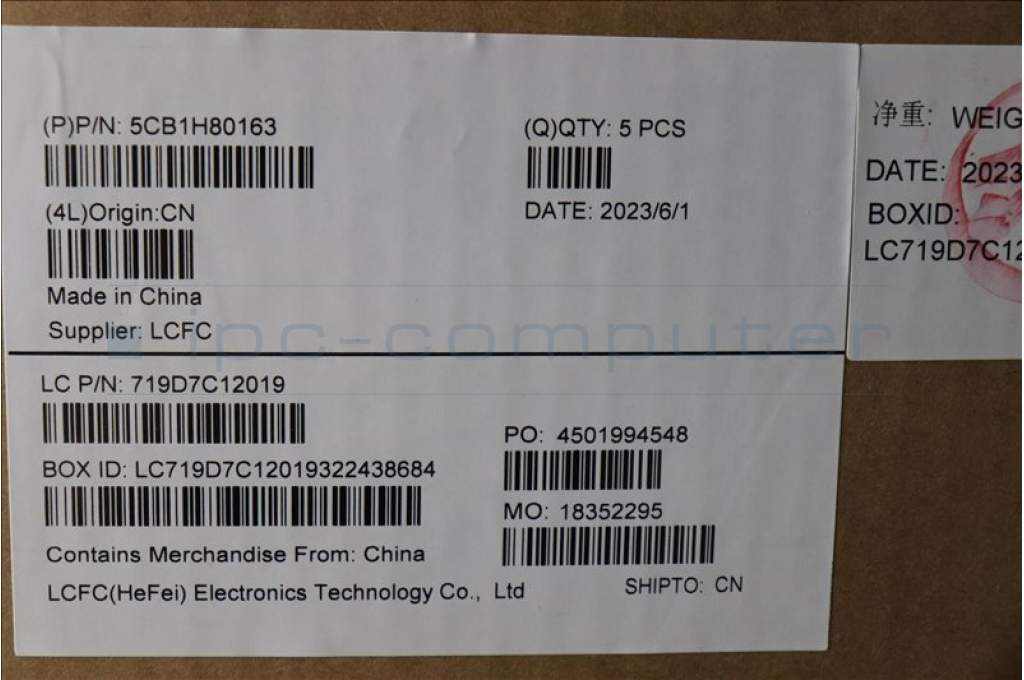 (P)P/N: 5CB1H80163
(Q)QTY: 5 PCS
(4L)Origin:CN
DATE: 2023/6/1
Made in China
Supplier: LCFC
ipc-computer
LC P/N: 719D7C12019
PO: 4501994548
BOX ID: LC719D7C12019322438684
MO: 18352295
Contains Merchandise From: China
LCFC(HeFei) Electronics Technology Co., Ltd
SHIPTO: CN
净重: WEIG
DATE: 2023
BOXID:
LC719D7C12